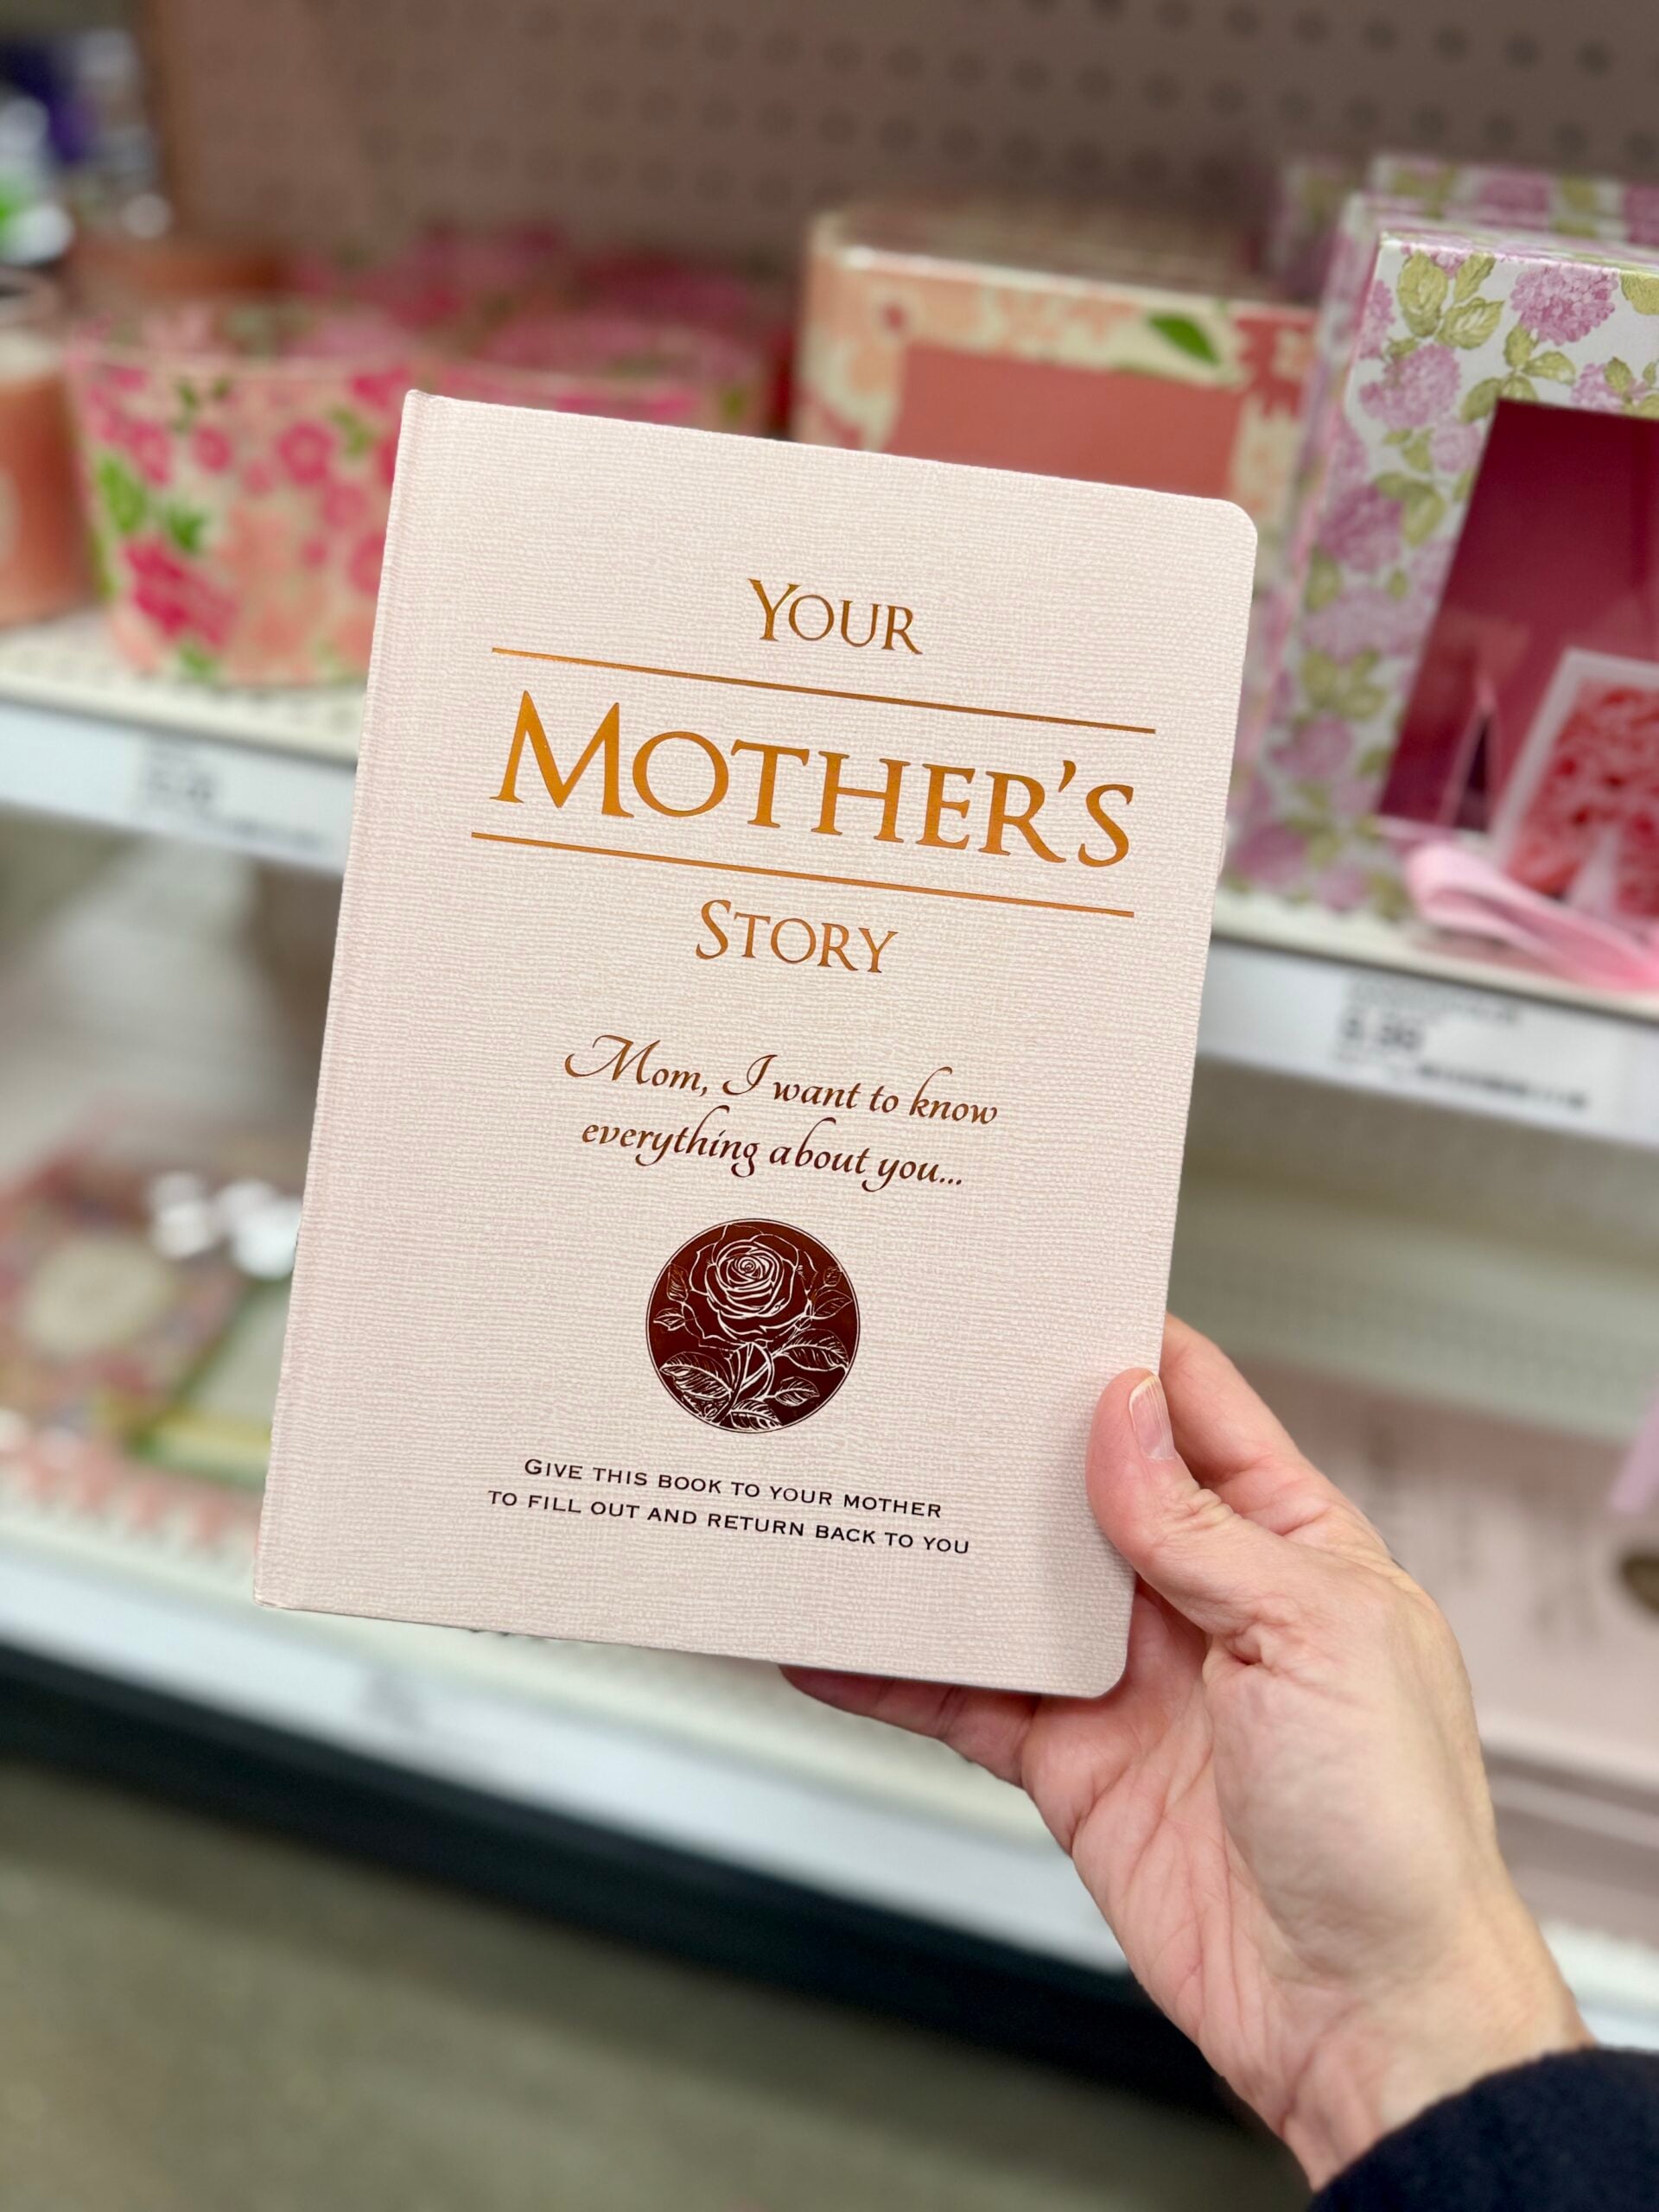 YOUR
MOTHER'S
STORY
Mom, I want to know
everything about you...
GIVE THIS BOOK TO YOUR MOTHER
TO FILL OUT AND RETURN BACK TO YOU